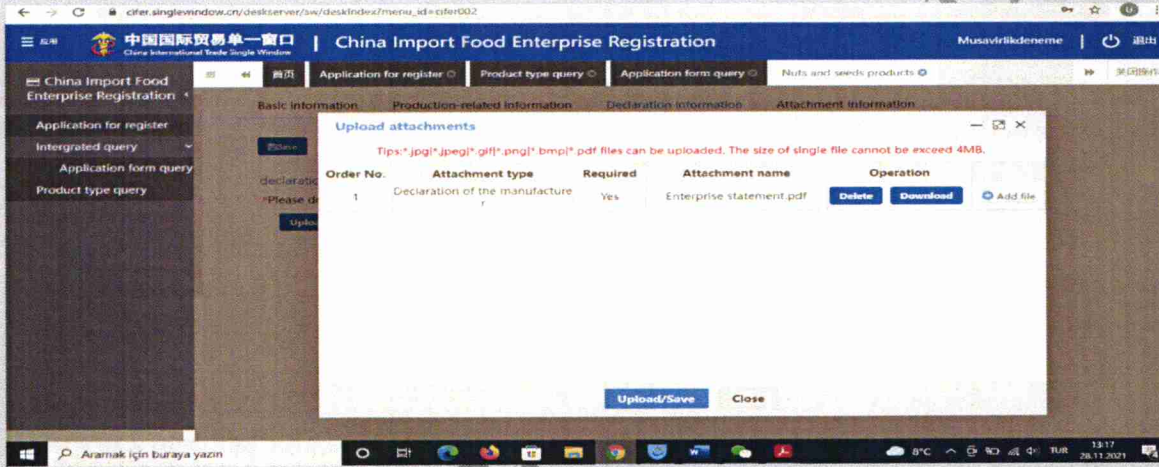 cifer.singlewindow.cn/deskserver/sw/deskIndex?menu_id=cifer002
应用
中国国际贸易单一窗口
China International Trade Single Window
China Import Food Enterprise Registration
Musavirlikdeneme
退出
China Import Food
Enterprise Registration
首页
Application for register
Product type query
Application form query
Nuts and seeds products
Basic information
Production-related information
Declaration information
Attachment information
Application for register
Intergrated query
Application form query
Product type query
declaratio
*Please d
Uploa
Upload attachments
Tips:*.jpg|*.jpeg|*.gif|*.png|*.bmp|*.pdf files can be uploaded. The size of single file cannot be exceed 4MB.
Order No.
Attachment type
Required
Attachment name
Operation
1
Declaration of the manufacture
r
Yes
Enterprise statement.pdf
Delete
Download
Add file
Upload/Save
Close
Aramak için buraya yazın
8°C
TUR
13:17
28.11.2021